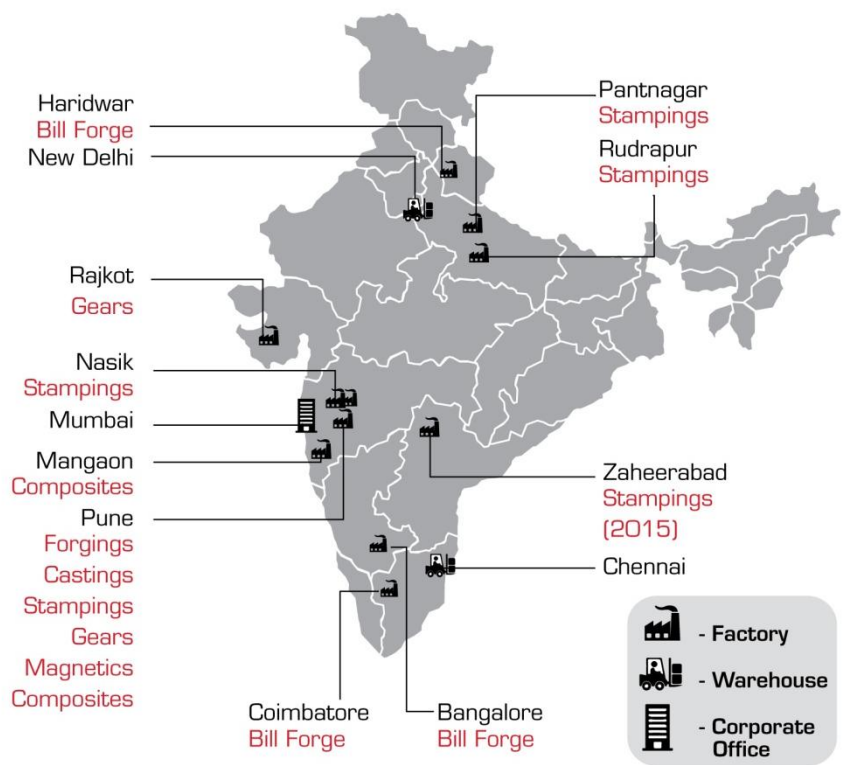 Haridwar
Bill Forge
New Delhi
Rajkot
Gears
Nasik
Stampings
Mumbai
Mangaon
Composites
Pune
Forgings
Castings
Stampings
Gears
Magnetics
Composites
Coimbatore
Bill Forge
Bangalore
Bill Forge
Pantnagar
Stampings
Rudrapur
Stampings
Zaheerabad
Stampings
(2015)
Chennai
- Factory
- Warehouse
- Corporate
Office